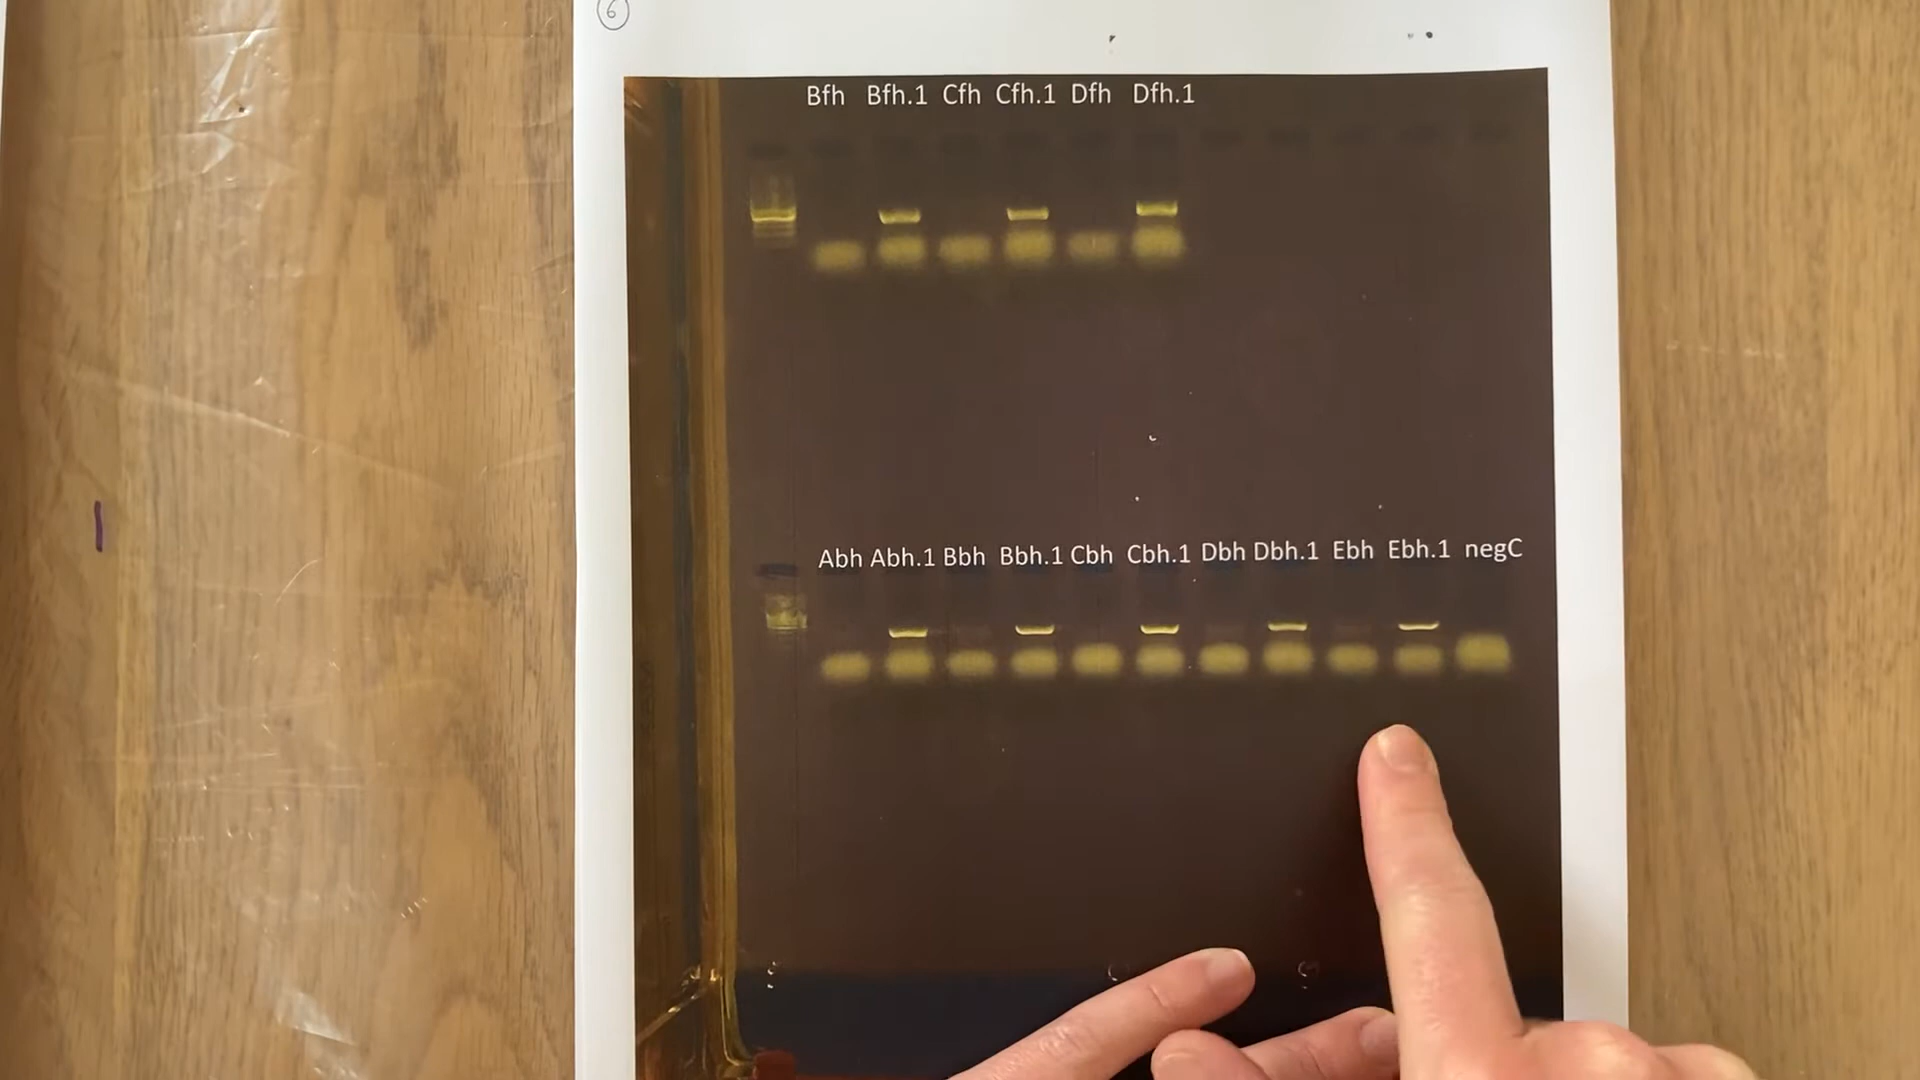 6
Bfh Bfh.1 Cfh Cfh.1 Dfh Dfh.1
Abh Abh.1 Bbh Bbh.1 Cbh Cbh.1 Dbh Dbh.1 Ebh Ebh.1 negC